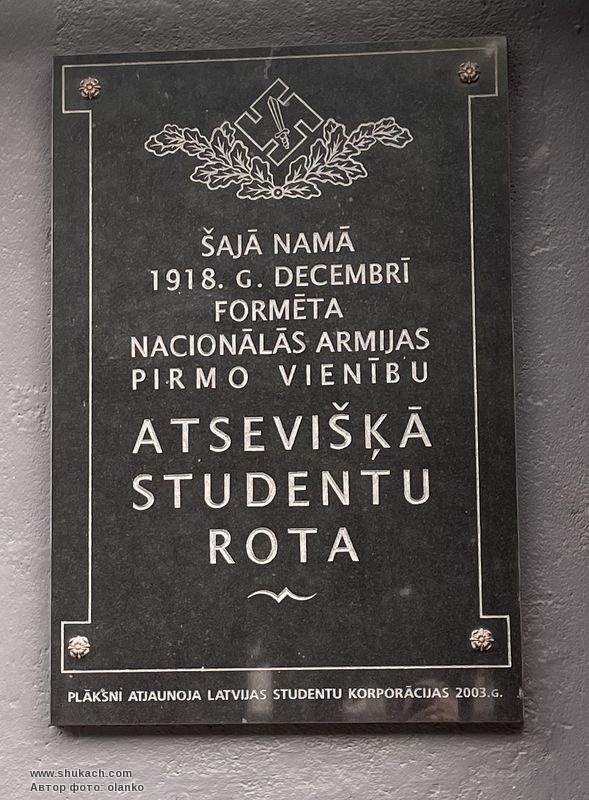 ŠAJĀ NAMĀ
1918. G. DECEMBRĪ
FORMĒTA
NACIONĀLĀS ARMIJAS
PIRMO VIENĪBU
ATSEVIŠĶĀ
STUDENTU
ROTA
PLĀKSNI ATJAUNOJA LATVIJAS STUDENTU KORPORĀCIJAS 2003.G.
www.shukach.com
Автор фото: olanko